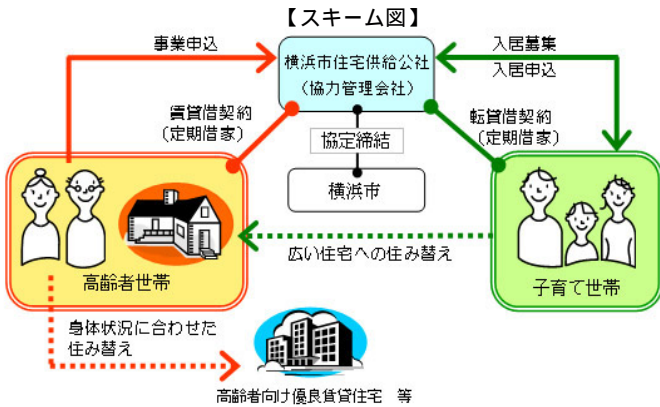 【スキーム図】
事業申込
横浜市住宅供給公社
（協力管理会社）
入居募集
入居申込
賃貸借契約
（定期借家）
転貸借契約
（定期借家）
協定締結
横浜市
広い住宅への住み替え
高齢者世帯
子育て世帯
身体状況に合わせた
住み替え
高齢者向け優良賃貸住宅　等